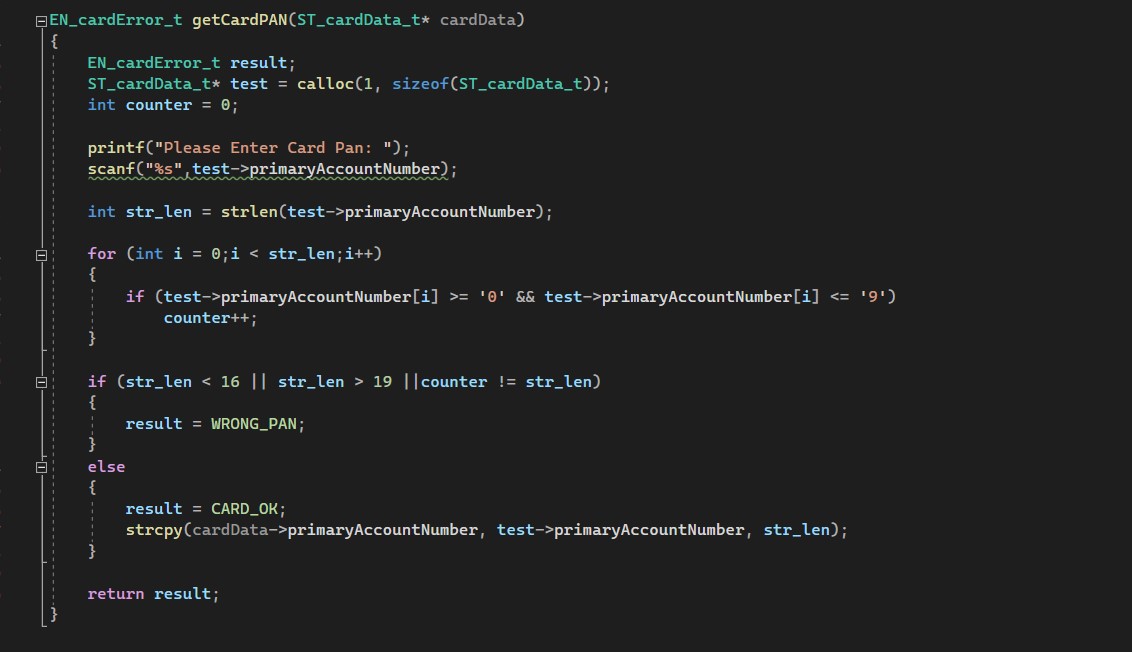 EN_cardError_t getCardPAN(ST_cardData_t* cardData)
{
    EN_cardError_t result;
    ST_cardData_t* test = calloc(1, sizeof(ST_cardData_t));
    int counter = 0;

    printf("Please Enter Card Pan: ");
    scanf("%s",test->primaryAccountNumber);

    int str_len = strlen(test->primaryAccountNumber);

    for (int i = 0;i < str_len;i++)
    {
        if (test->primaryAccountNumber[i] >= '0' && test->primaryAccountNumber[i] <= '9')
            counter++;
    }

    if (str_len < 16 || str_len > 19 ||counter != str_len)
    {
        result = WRONG_PAN;
    }
    else
    {
        result = CARD_OK;
        strcpy(cardData->primaryAccountNumber, test->primaryAccountNumber, str_len);
    }

    return result;
}